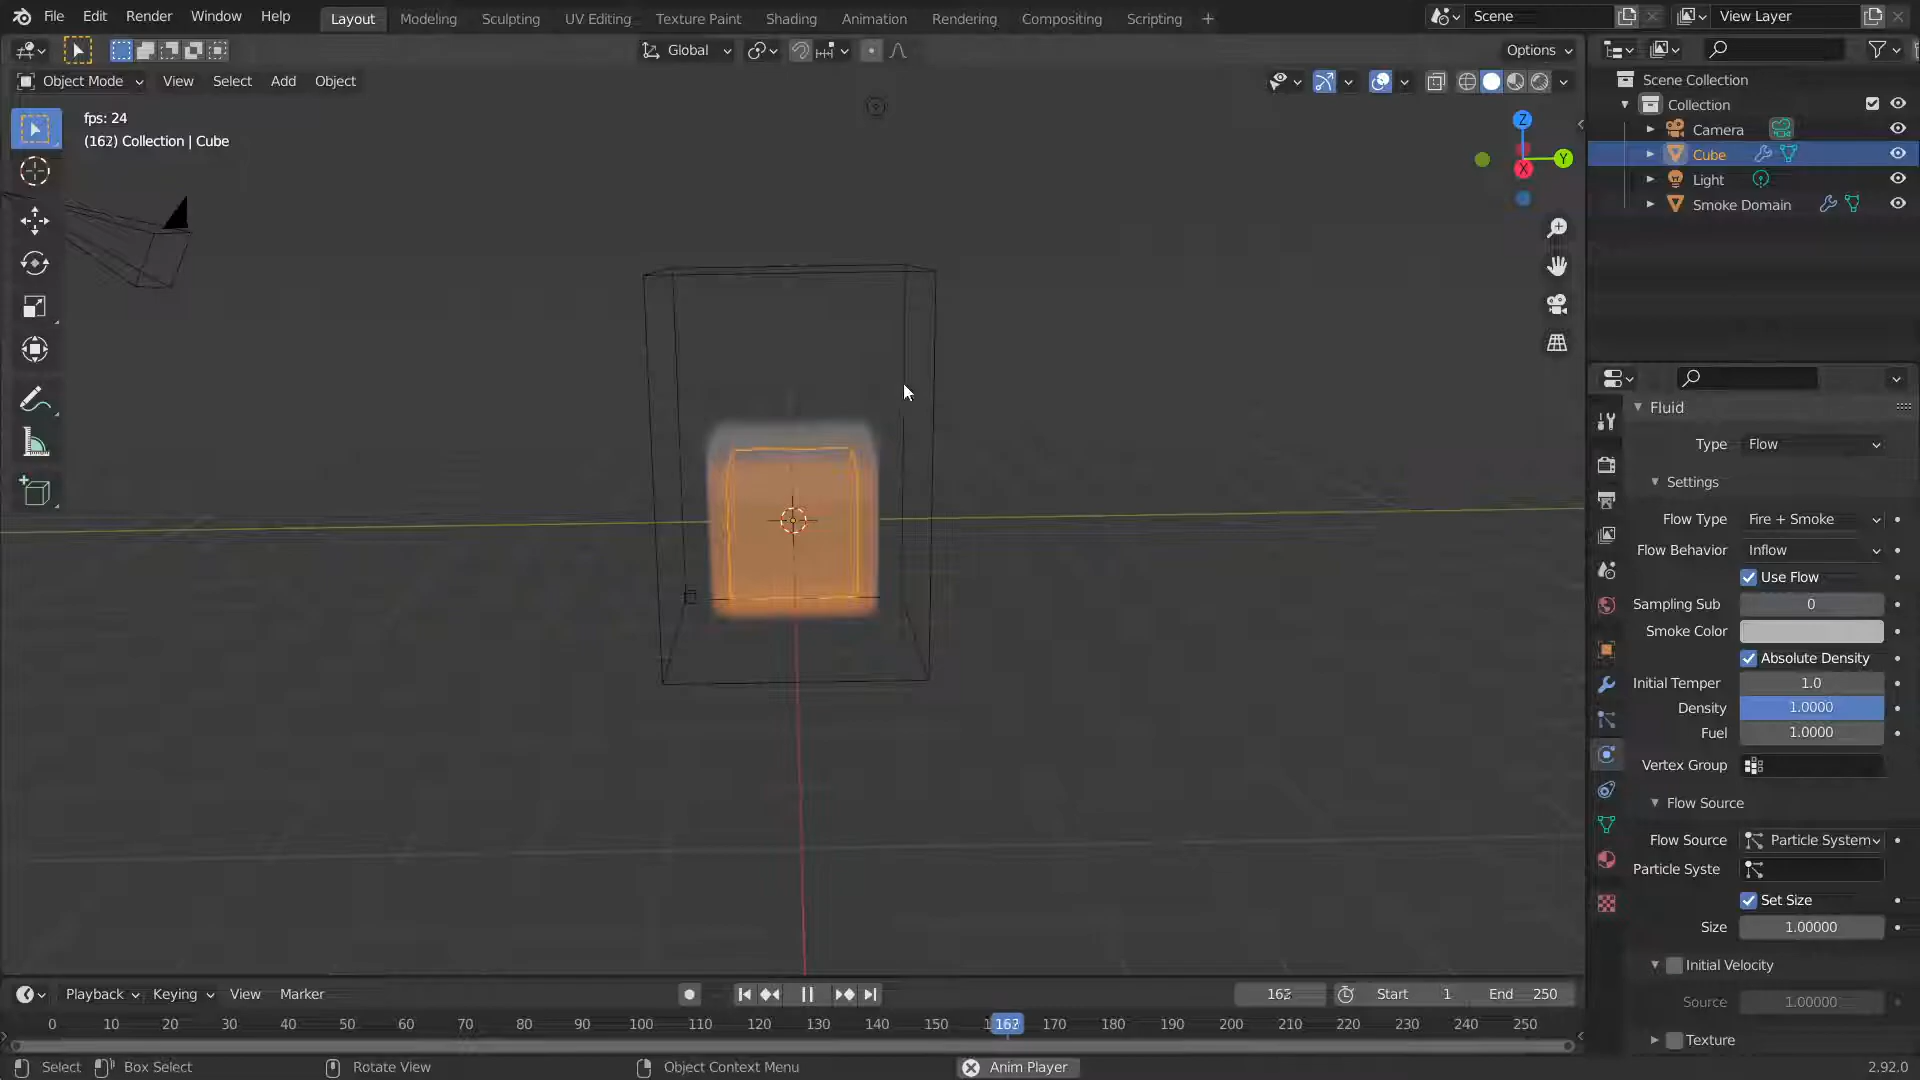 File Edit Render Window Help
Layout Modeling Sculpting UV Editing Texture Paint Shading Animation Rendering Compositing Scripting +
Scene
View Layer
Global
Options
Object Mode View Select Add Object
fps: 24
(162) Collection | Cube
Z
Y
X
Scene Collection
Collection
Camera
Cube
Light
Smoke Domain
Fluid
Type Flow
Settings
Flow Type Fire + Smoke
Flow Behavior Inflow
Use Flow
Sampling Sub 0
Smoke Color
Absolute Density
Initial Temper 1.0
Density 1.0000
Fuel 1.0000
Vertex Group
Flow Source
Flow Source Particle System
Particle Syste
Set Size
Size 1.00000
Initial Velocity
Source 1.00000
Texture
Playback Keying View Marker
162 Start 1 End 250
0 10 20 30 40 50 60 70 80 90 100 110 120 130 140 150 162 170 180 190 200 210 220 230 240 250
Select Box Select Rotate View Object Context Menu Anim Player 2.92.0